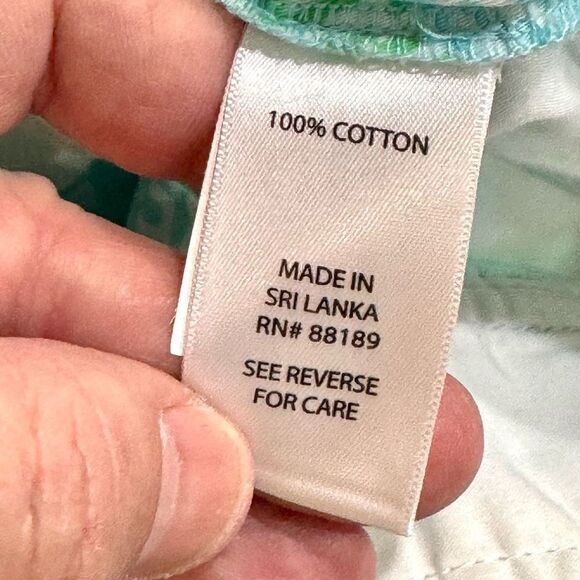 100% COTTON
MADE IN
SRI LANKA
RN# 88189
SEE REVERSE
FOR CARE